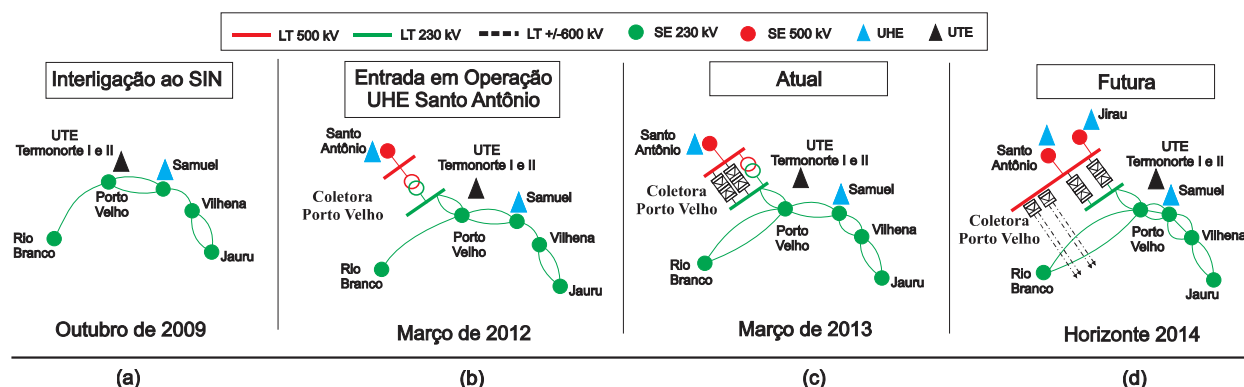 LT 500 kV LT 230 kV LT +/-600 kV SE 230 kV SE 500 kV UHE UTE
Interligação ao SIN
UTE
Termonorte I e II
Samuel
Porto
Velho
Vilhena
Rio
Branco
Jauru
Outubro de 2009
(a)
Entrada em Operação
UHE Santo Antônio
Santo
Antônio
UTE
Termonorte I e II
Coletora
Porto Velho
Samuel
Porto
Velho
Vilhena
Rio
Branco
Jauru
Março de 2012
(b)
Atual
Santo
Antônio
UTE
Termonorte I e II
Coletora
Porto Velho
Samuel
Porto
Velho
Vilhena
Rio
Branco
Jauru
Março de 2013
(c)
Futura
Jirau
Santo
Antônio
UTE
Termonorte I e II
Samuel
Coletora
Porto Velho
Porto
Velho
Vilhena
Rio
Branco
Jauru
Horizonte 2014
(d)